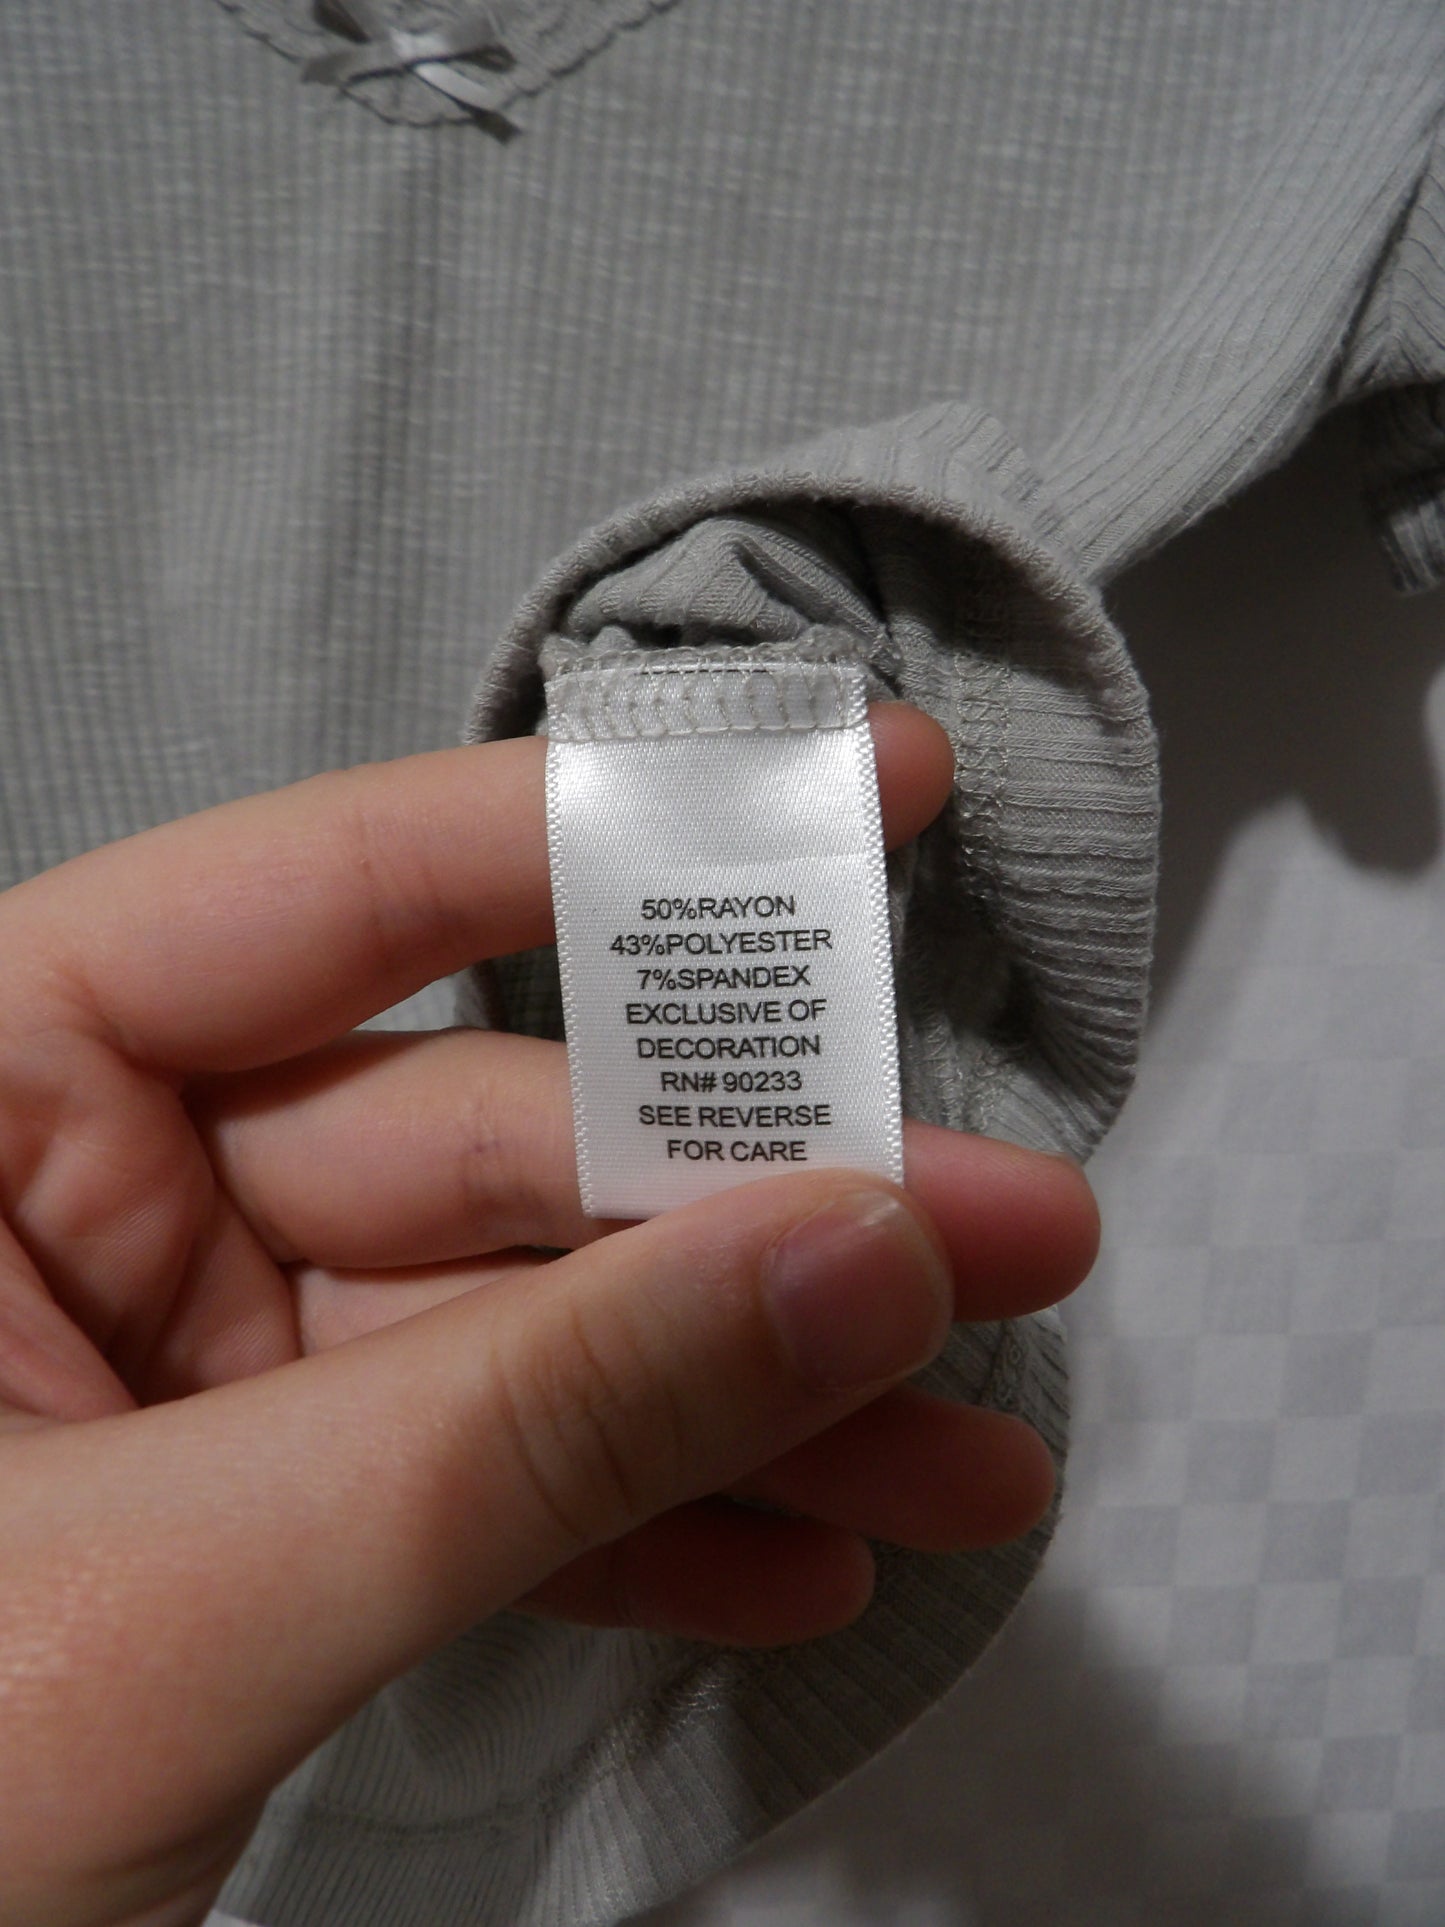 50%RAYON
43%POLYESTER
7%SPANDEX
EXCLUSIVE OF
DECORATION
RN# 90233
SEE REVERSE
FOR CARE